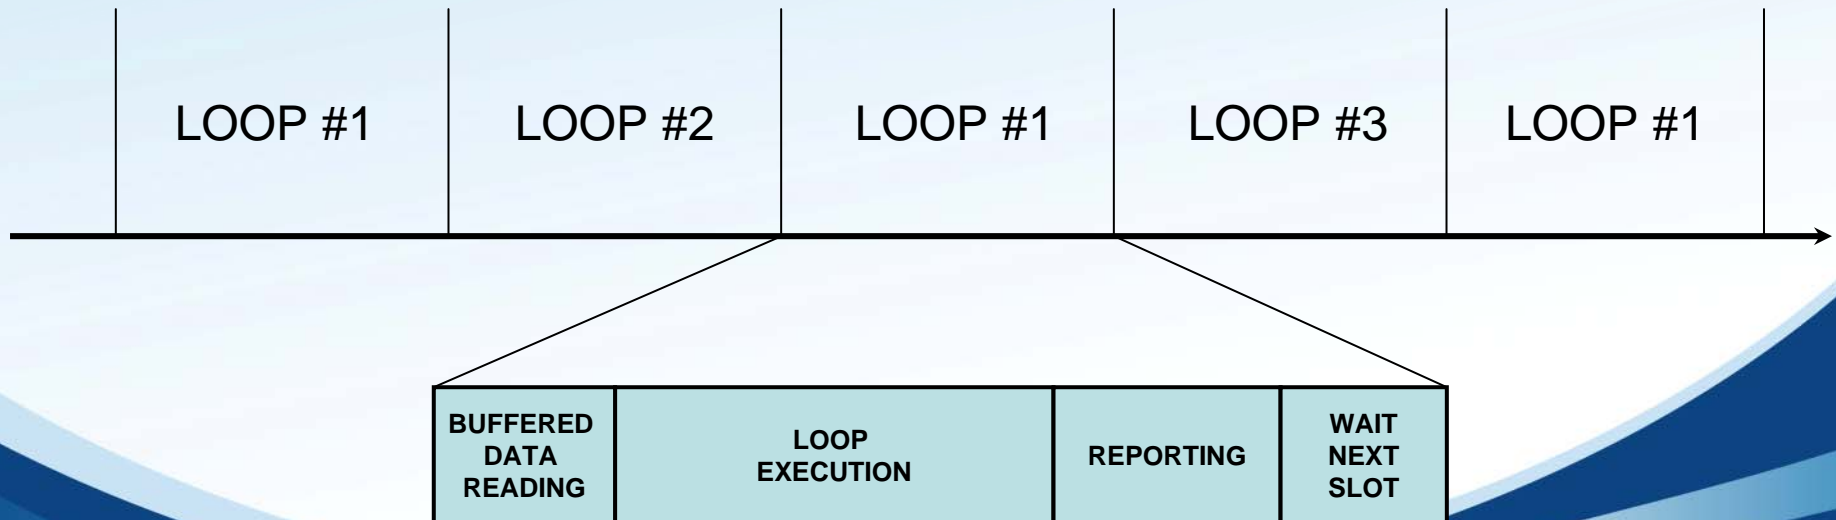 LOOP #1
LOOP #2
LOOP #1
LOOP #3
LOOP #1
BUFFERED
DATA
READING
LOOP
EXECUTION
REPORTING
WAIT
NEXT
SLOT